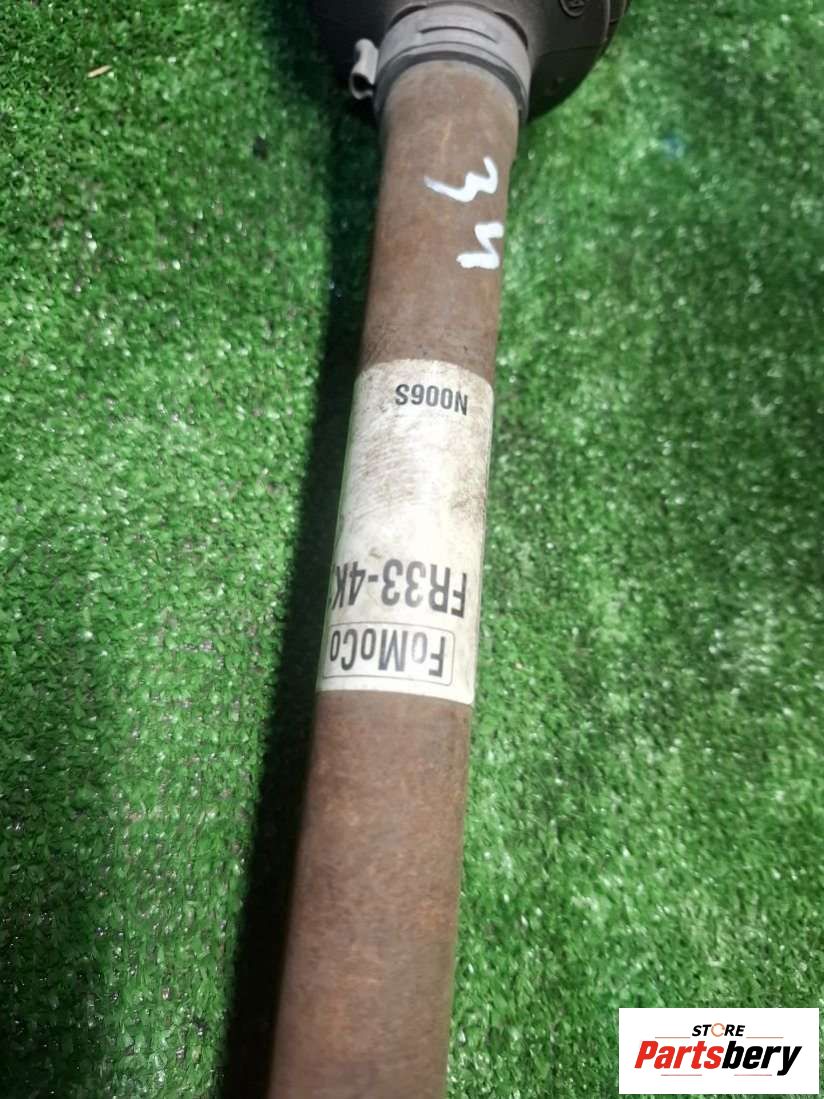 34
FoMoCo
FR33-4K
N006S
STORE
Partsbery